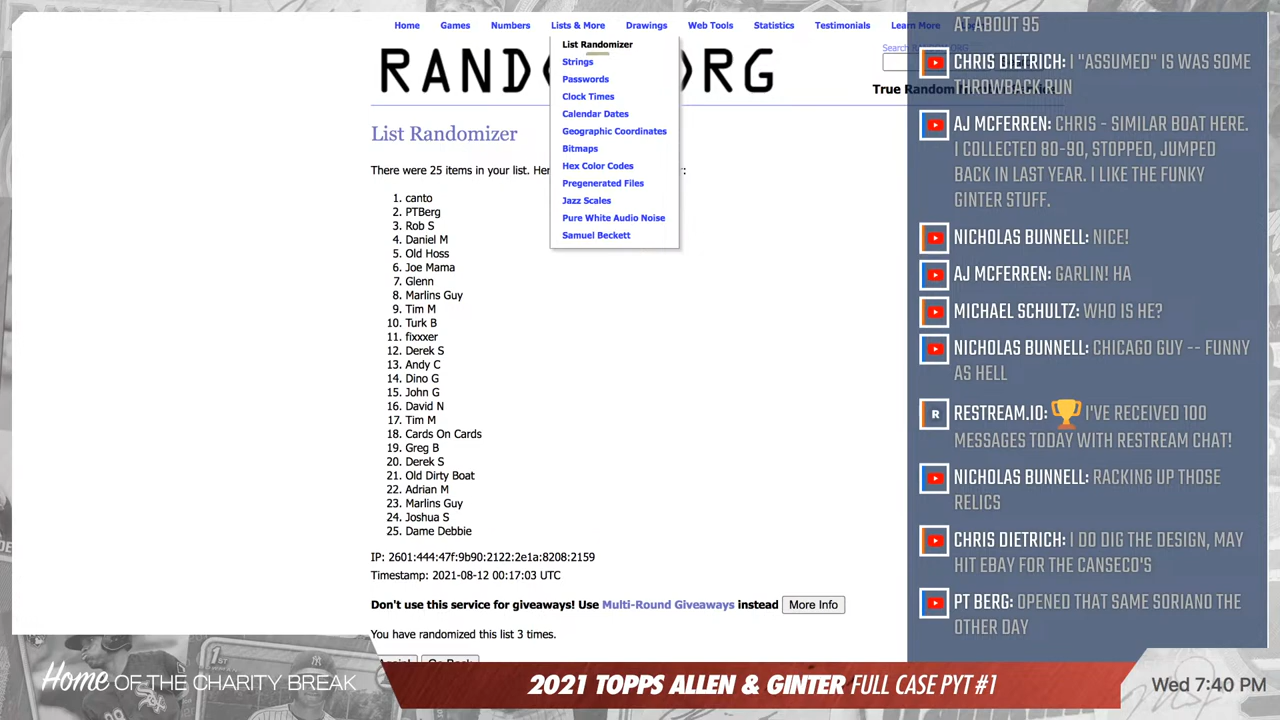 Home Games Numbers Lists & More Drawings Web Tools Statistics Testimonials Learn More
RANDO ORG
Search RANDOM.ORG
True Random
List Randomizer
Strings
Passwords
Clock Times
Calendar Dates
Geographic Coordinates
Bitmaps
Hex Color Codes
Pregenerated Files
Jazz Scales
Pure White Audio Noise
Samuel Beckett
List Randomizer
There were 25 items in your list. Her r:
1. canto
2. PTBerg
3. Rob S
4. Daniel M
5. Old Hoss
6. Joe Mama
7. Glenn
8. Marlins Guy
9. Tim M
10. Turk B
11. fixxxer
12. Derek S
13. Andy C
14. Dino G
15. John G
16. David N
17. Tim M
18. Cards On Cards
19. Greg B
20. Derek S
21. Old Dirty Boat
22. Adrian M
23. Marlins Guy
24. Joshua S
25. Dame Debbie
IP: 2601:444:47f:9b90:2122:2e1a:8208:2159
Timestamp: 2021-08-12 00:17:03 UTC
Don't use this service for giveaways! Use Multi-Round Giveaways instead More Info
You have randomized this list 3 times.
Again! Go Back
AT ABOUT 95
CHRIS DIETRICH: I "ASSUMED" IS WAS SOME
THROWBACK RUN
AJ MCFERREN: CHRIS - SIMILAR BOAT HERE.
I COLLECTED 80-90, STOPPED, JUMPED
BACK IN LAST YEAR. I LIKE THE FUNKY
GINTER STUFF.
NICHOLAS BUNNELL: NICE!
AJ MCFERREN: GARLIN! HA
MICHAEL SCHULTZ: WHO IS HE?
NICHOLAS BUNNELL: CHICAGO GUY -- FUNNY
AS HELL
R RESTREAM.IO: 🏆 I'VE RECEIVED 100
MESSAGES TODAY WITH RESTREAM CHAT!
NICHOLAS BUNNELL: RACKING UP THOSE
RELICS
CHRIS DIETRICH: I DO DIG THE DESIGN, MAY
HIT EBAY FOR THE CANSECO'S
PT BERG: OPENED THAT SAME SORIANO THE
OTHER DAY
Home OF THE CHARITY BREAK
2021 TOPPS ALLEN & GINTER FULL CASE PYT #1
Wed 7:40 PM